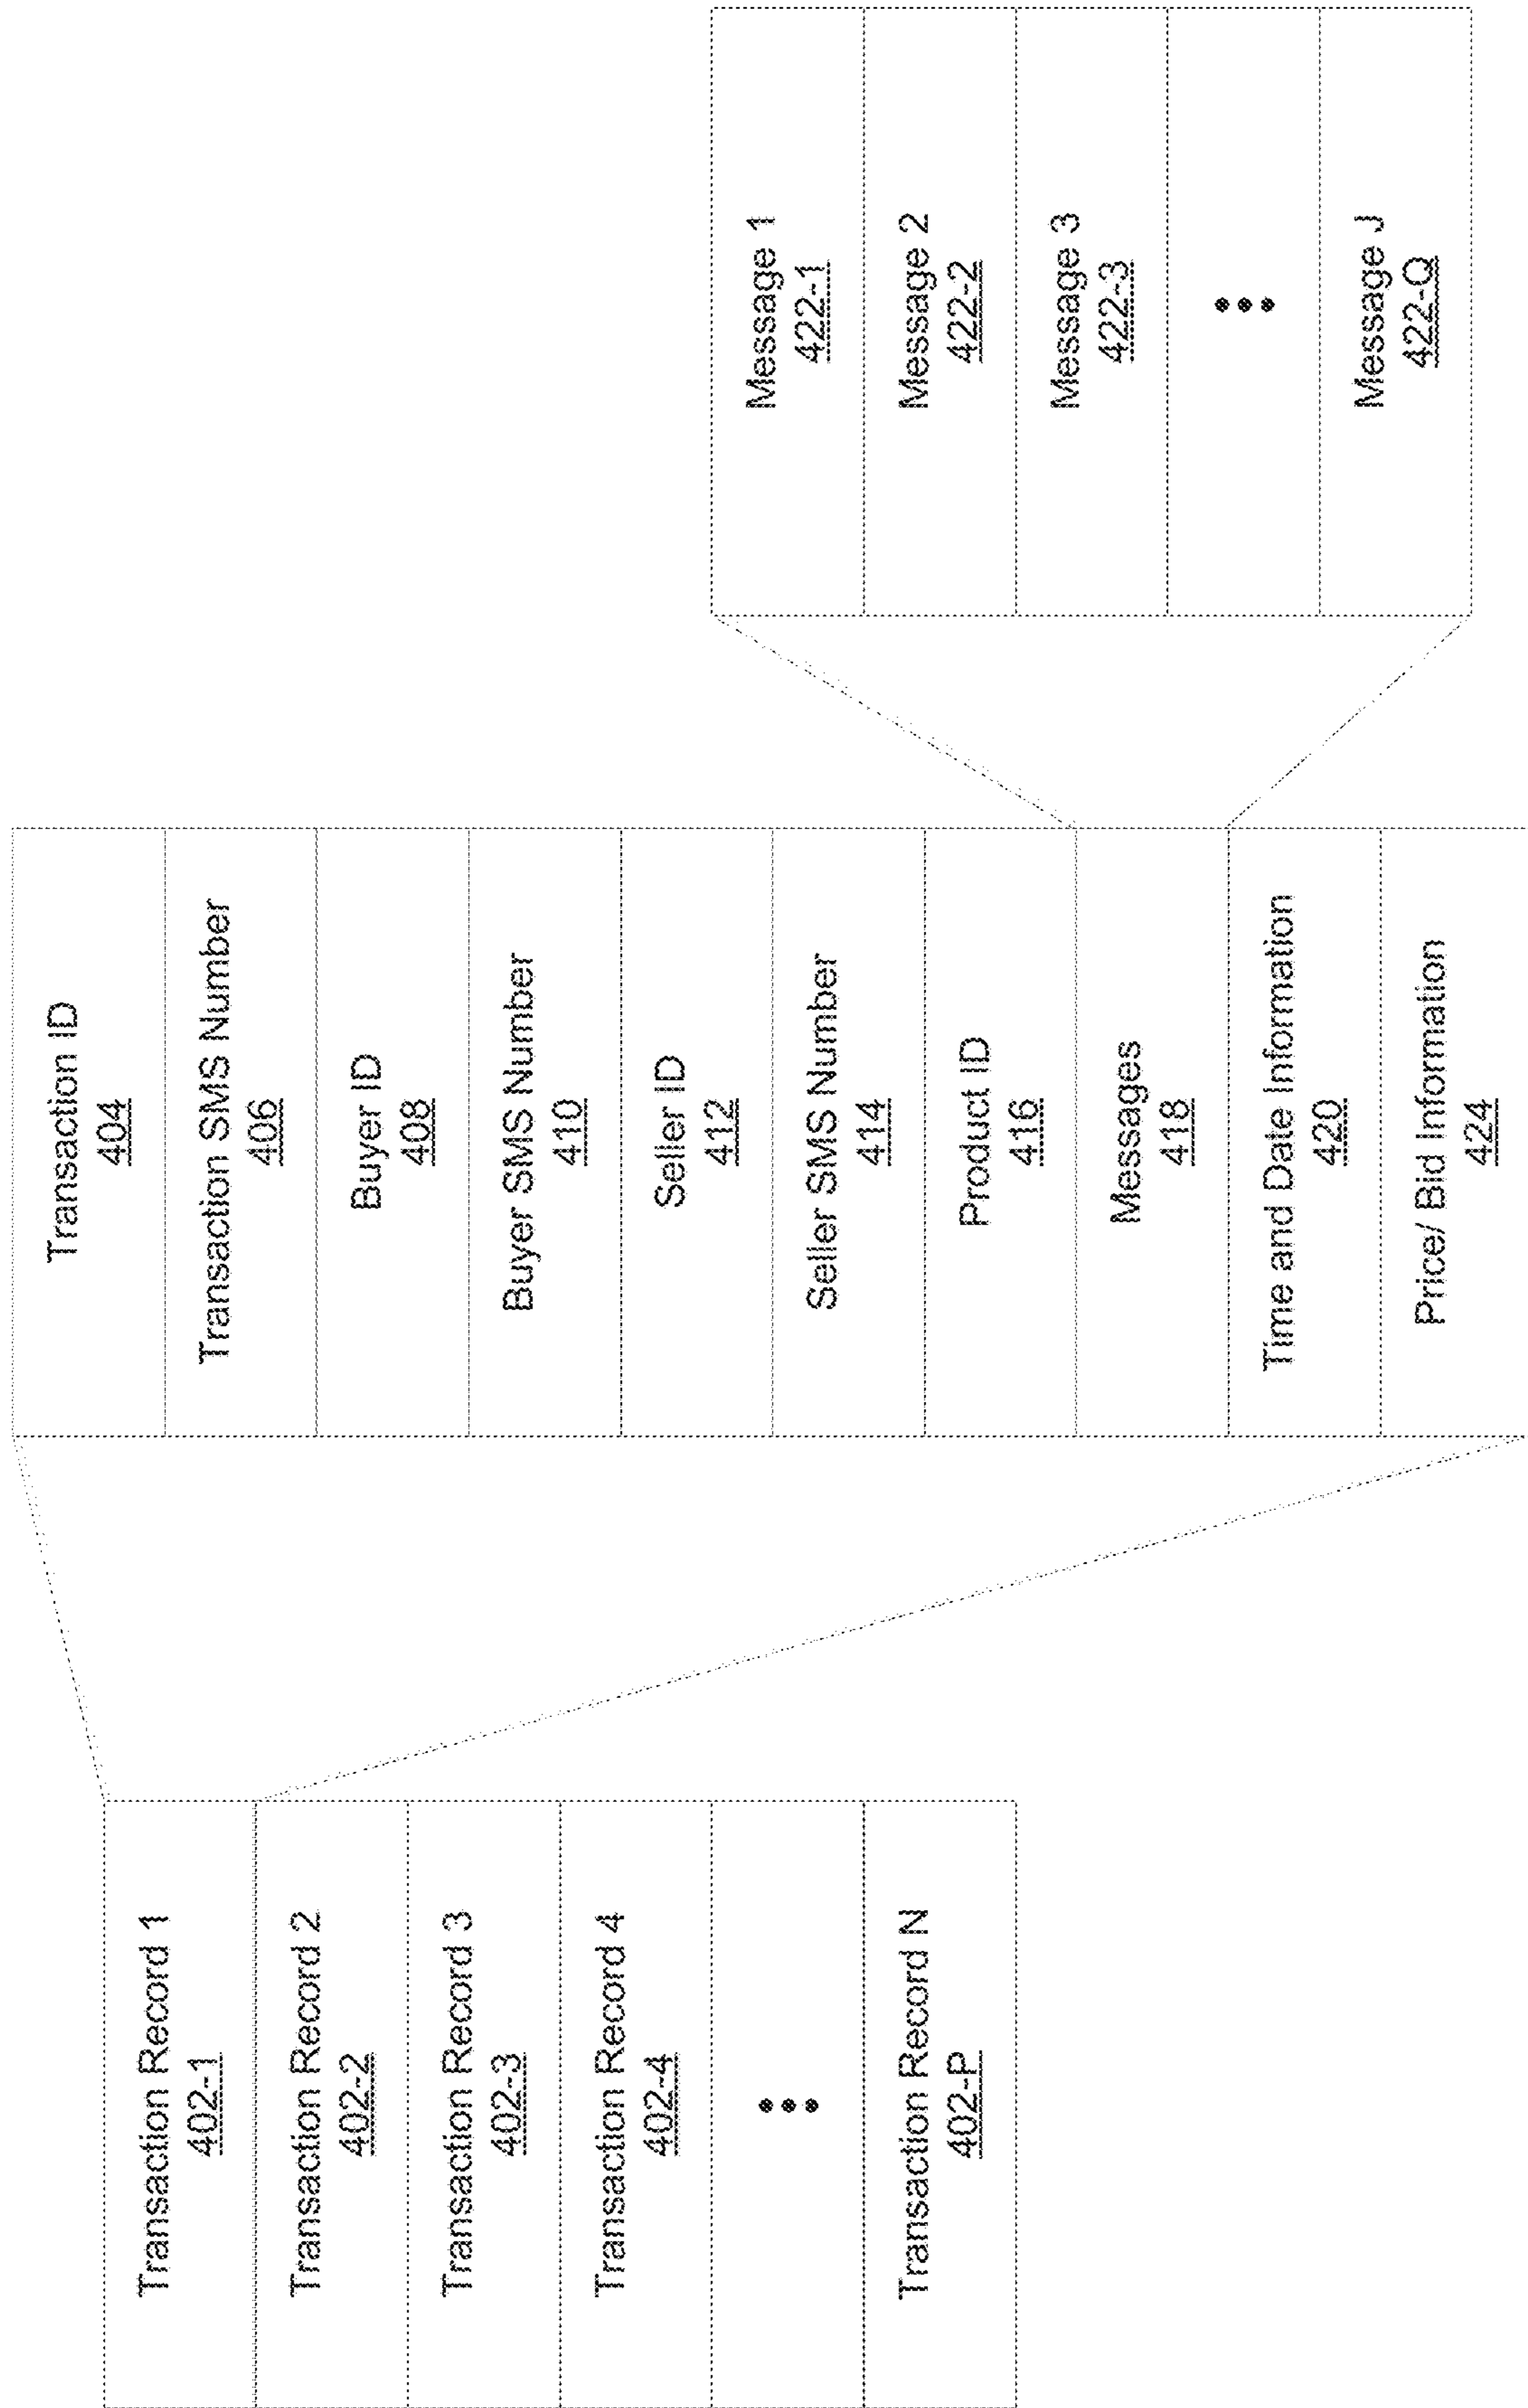 Transaction Record 1
402-1
Transaction Record 2
402-2
Transaction Record 3
402-3
Transaction Record 4
402-4
Transaction Record N
402-P
Transaction ID
404
Transaction SMS Number
406
Buyer ID
408
Buyer SMS Number
410
Seller ID
412
Seller SMS Number
414
Product ID
416
Messages
418
Time and Date Information
420
Price/ Bid Information
424
Message 1
422-1
Message 2
422-2
Message 3
422-3
Message J
422-Q